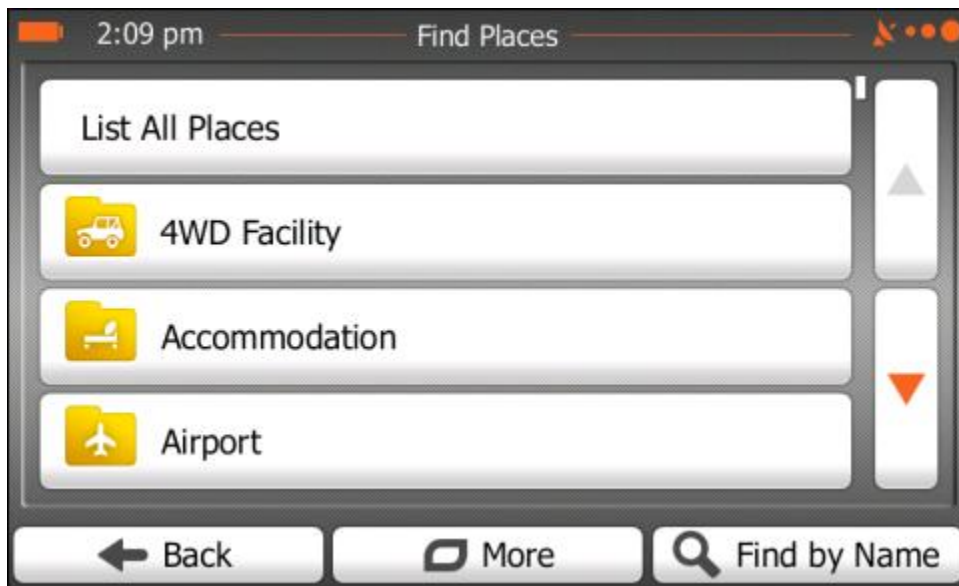 2:09 pm Find Places
List All Places
4WD Facility
Accommodation
Airport
Back More Find by Name